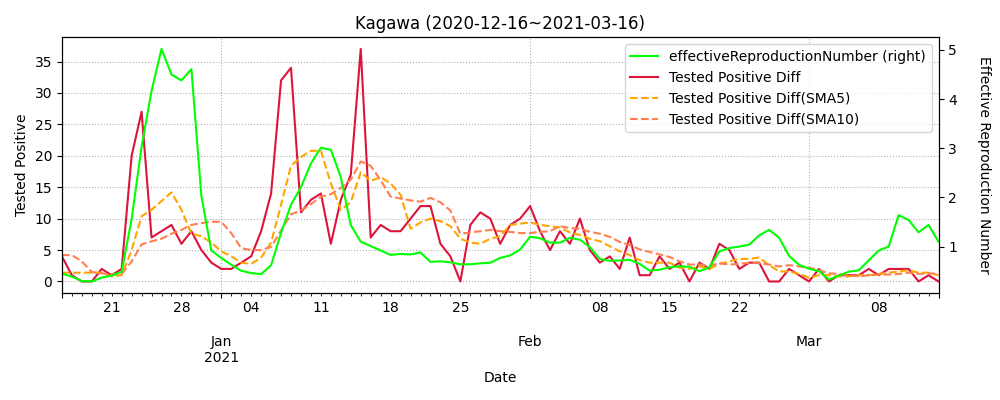 Kagawa (2020-12-16~2021-03-16)
effectiveReproductionNumber (right)
Tested Positive Diff
Tested Positive Diff(SMA5)
Tested Positive Diff(SMA10)
Tested Positive
35
30
25
20
15
10
5
0
Effective Reproduction Number
5
4
3
2
1
21 28 04 11 18 25 08 15 22 08
Jan Feb Mar
2021
Date